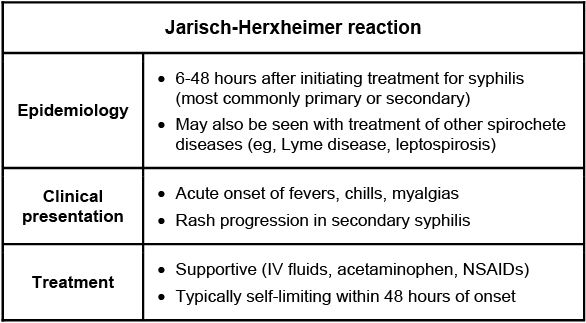 Jarisch-Herxheimer reaction
Epidemiology
• 6-48 hours after initiating treatment for syphilis
(most commonly primary or secondary)
• May also be seen with treatment of other spirochete
diseases (eg, Lyme disease, leptospirosis)
Clinical
presentation
• Acute onset of fevers, chills, myalgias
• Rash progression in secondary syphilis
Treatment
• Supportive (IV fluids, acetaminophen, NSAIDs)
• Typically self-limiting within 48 hours of onset